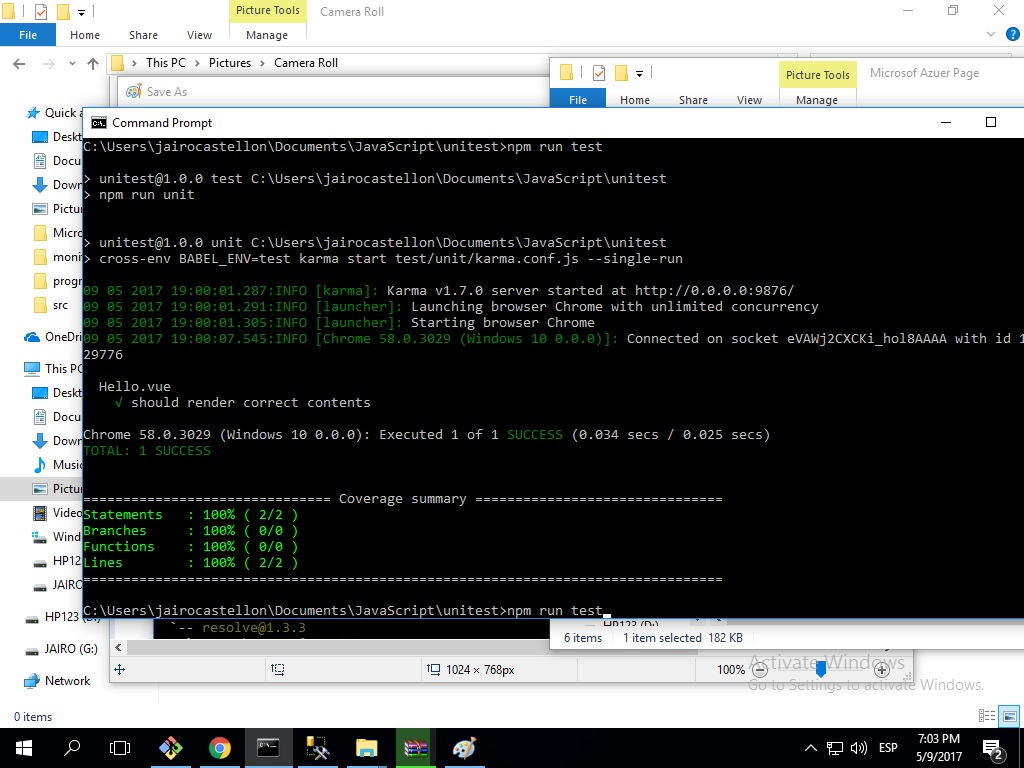 Picture Tools
Camera Roll
File
Home
Share
View
Manage
This PC
Pictures
Camera Roll
Save As
Picture Tools
Microsof Azuer Page
File
Home
Share
View
Manage
Quick
Command Prompt
C:\Users\jairocastellon\Documents\JavaScript\unitest>npm run test
> unitest@1.0.0 test C:\Users\jairocastellon\Documents\JavaScript\unitest
> npm run unit
> unitest@1.0.0 unit C:\Users\jairocastellon\Documents\JavaScript\unitest
> cross-env BABEL_ENV=test karma start test/unit/karma.conf.js --single-run
09 05 2017 19:00:01.287:INFO [karma]: Karma v1.7.0 server started at http://0.0.0.0:9876/
09 05 2017 19:00:01.291:INFO [launcher]: Launching browser Chrome with unlimited concurrency
09 05 2017 19:00:01.305:INFO [launcher]: Starting browser Chrome
09 05 2017 19:00:07.545:INFO [Chrome 58.0.3029 (Windows 10 0.0.0)]: Connected on socket eVAWj2CXCKi_hol8AAAA with id 1
29776
Hello.vue
√ should render correct contents
Chrome 58.0.3029 (Windows 10 0.0.0): Executed 1 of 1 SUCCESS (0.034 secs / 0.025 secs)
TOTAL: 1 SUCCESS
=============================== Coverage summary ===============================
Statements   : 100% ( 2/2 )
Branches     : 100% ( 0/0 )
Functions    : 100% ( 0/0 )
Lines        : 100% ( 2/2 )
================================================================================
C:\Users\jairocastellon\Documents\JavaScript\unitest>npm run test
Deskt
Docu
Down
Pictu
Micro
moni
progr
src
OneDri
This PC
Deskt
Docu
Down
Music
Pictu
Video
Wind
HP12
JAIRO
HP123 (D:)
JAIRO (G:)
Network
`-- resolve@1.3.3
6 items
1 item selected 182 KB
1024 × 768px
100%
Activate Windows
Go to Settings to activate Windows.
0 items
ESP
7:03 PM
5/9/2017
2